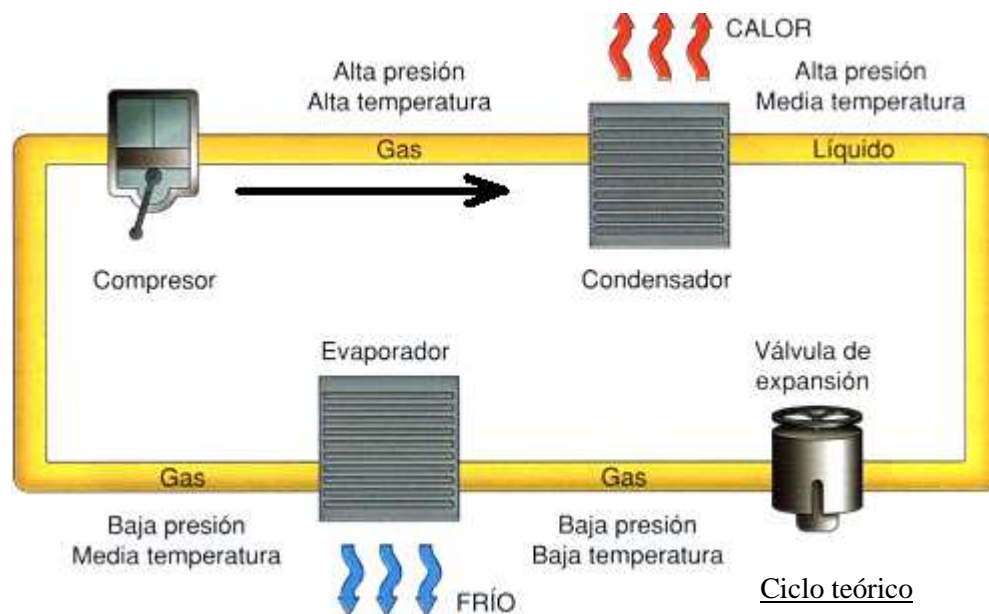 CALOR
Alta presión
Alta temperatura
Alta presión
Media temperatura
Gas
Líquido
Compresor
Condensador
Evaporador
Válvula de
expansión
Gas
Gas
Baja presión
Media temperatura
Baja presión
Baja temperatura
FRÍO
Ciclo teórico